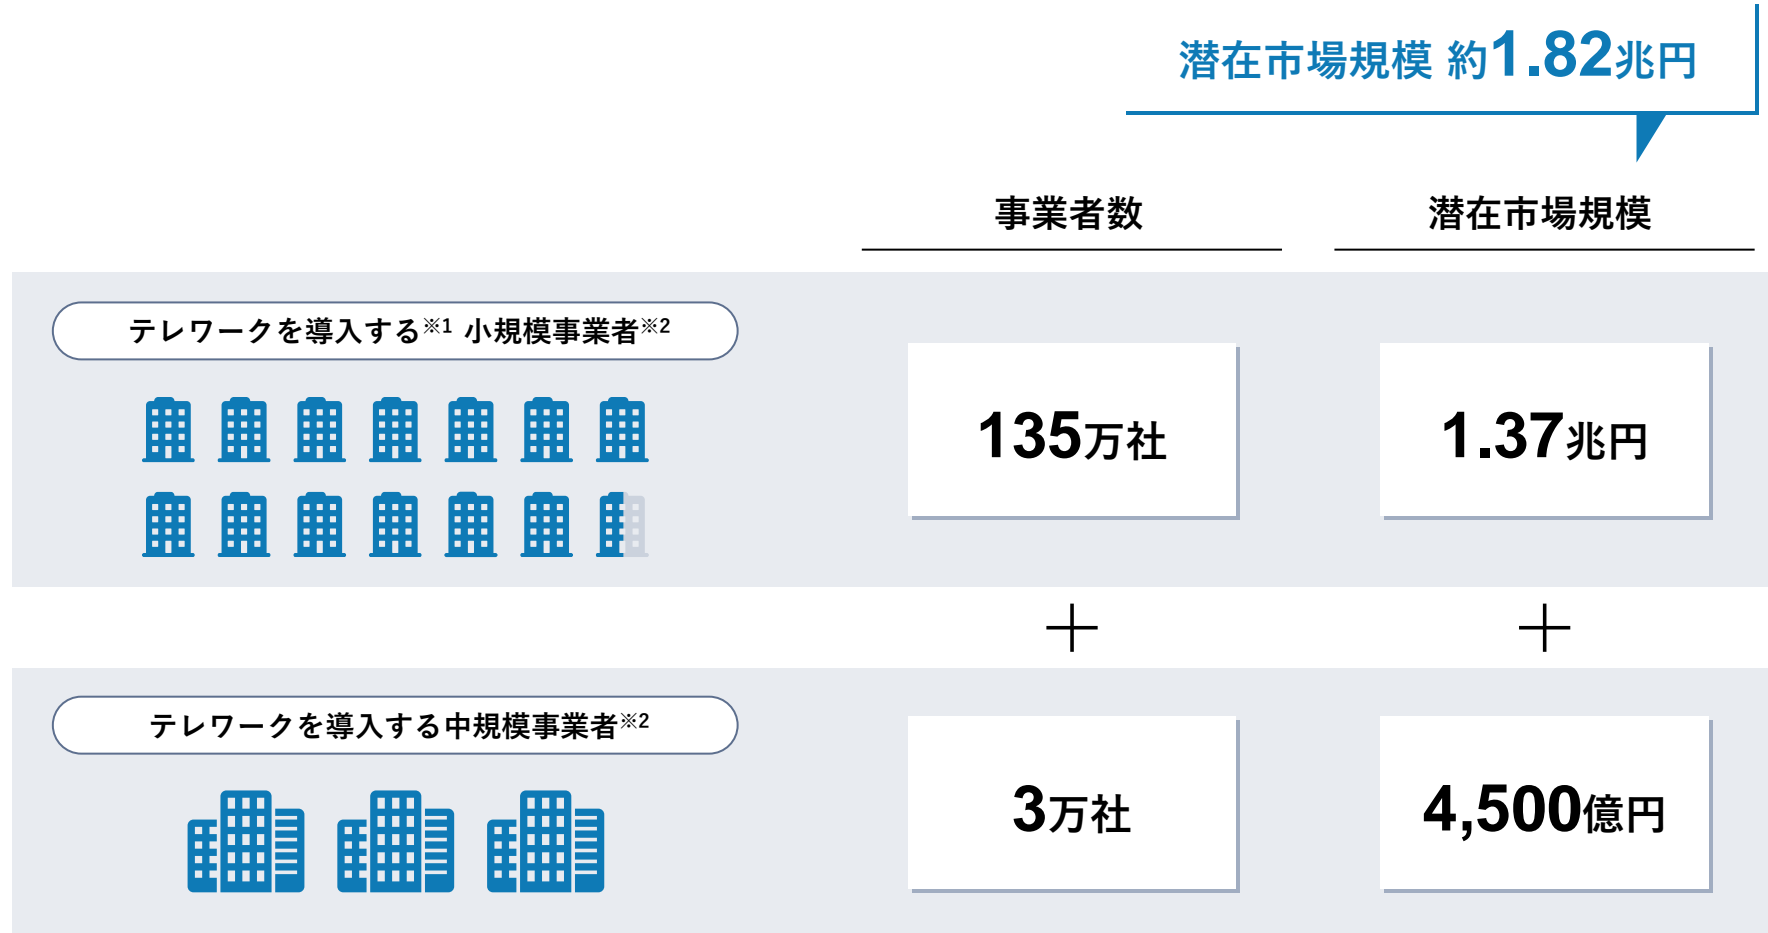 潜在市場規模 約1.82兆円
事業者数
潜在市場規模
テレワークを導入する※1 小規模事業者※2
135万社
1.37兆円
＋
＋
テレワークを導入する中規模事業者※2
3万社
4,500億円